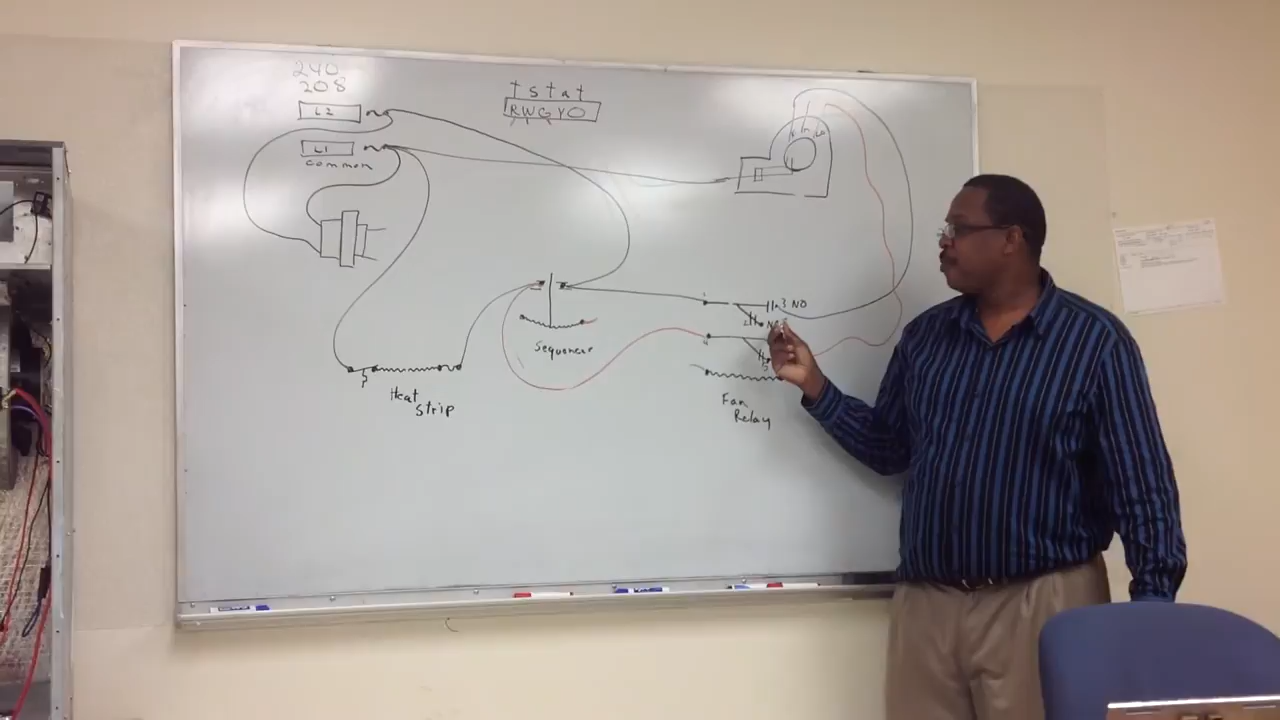 240
208
L2
L1
common
tstat
RWGYO
3 NO
Sequencer
Heat
Strip
Fan
Relay